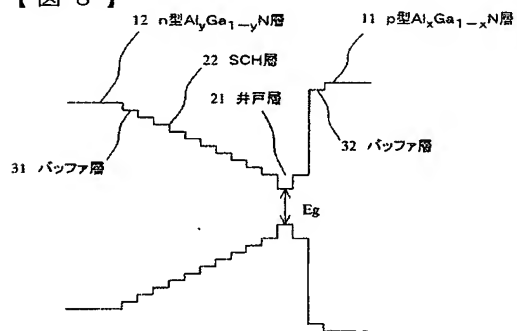 【図8】
12 n型AlyGa1−yN層
11 p型AlxGa1−xN層
22 SCH層
21 井戸層
31 バッファ層
32 バッファ層
Eg